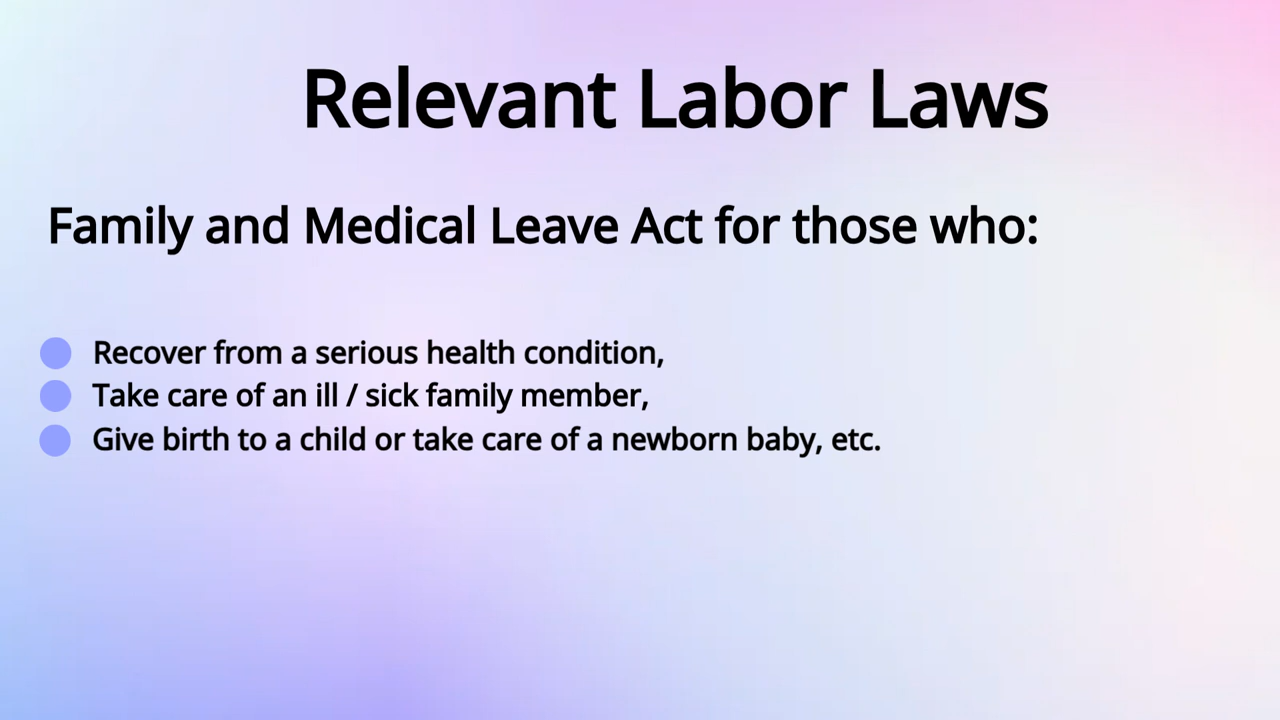 Relevant Labor Laws
Family and Medical Leave Act for those who:
Recover from a serious health condition,
Take care of an ill / sick family member,
Give birth to a child or take care of a newborn baby, etc.